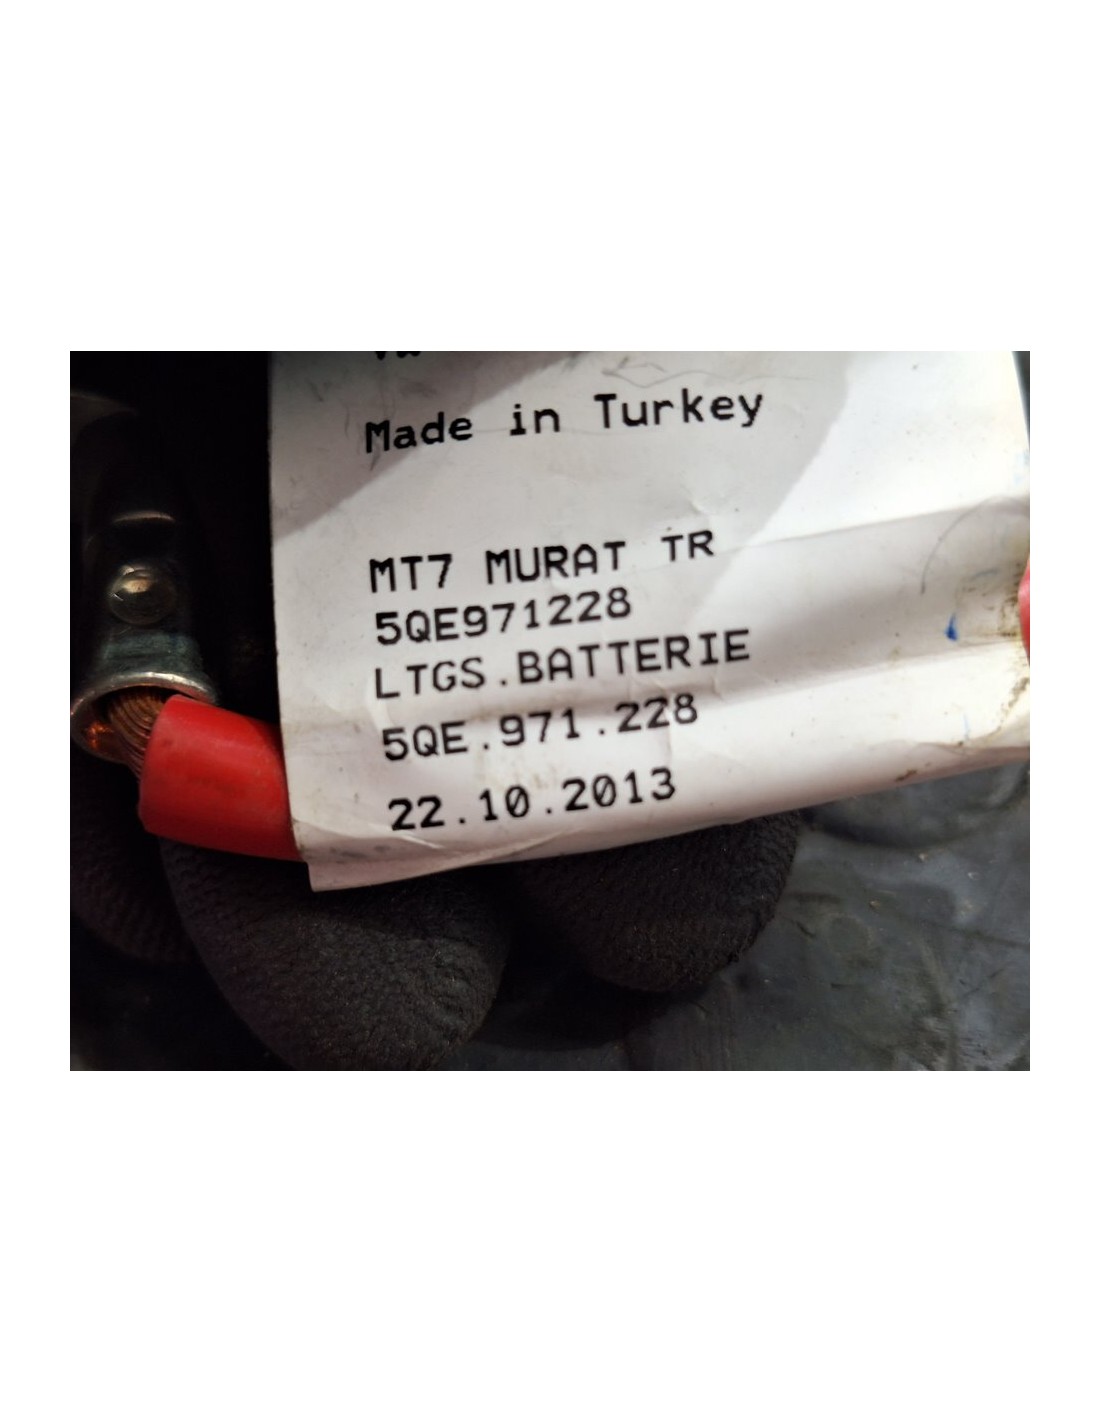 Made in Turkey
MT7 MURAT TR
5QE971228
LTGS.BATTERIE
5QE.971.228
22.10.2013